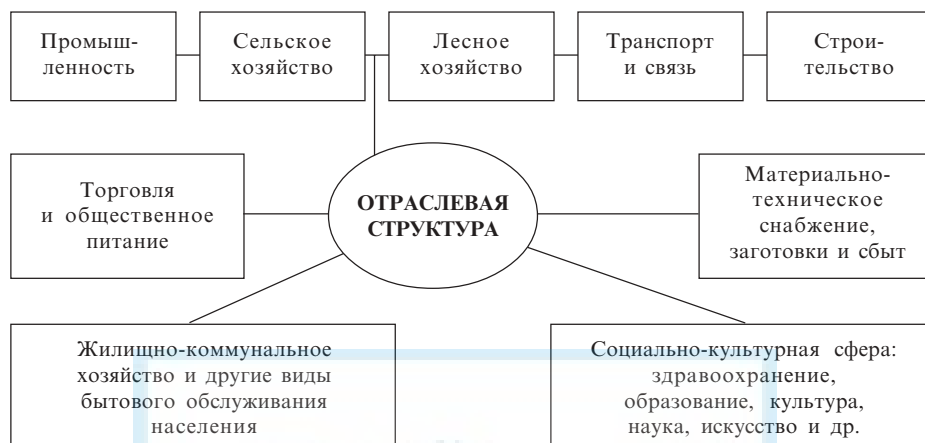 Промыш-
ленность
Сельское
хозяйство
Лесное
хозяйство
Транспорт
и связь
Строи-
тельство
Торговля
и общественное
питание
ОТРАСЛЕВАЯ
СТРУКТУРА
Материально-
техническое
снабжение,
заготовки и сбыт
Жилищно-коммунальное
хозяйство и другие виды
бытового обслуживания
населения
Социально-культурная сфера:
здравоохранение,
образование, культура,
наука, искусство и др.